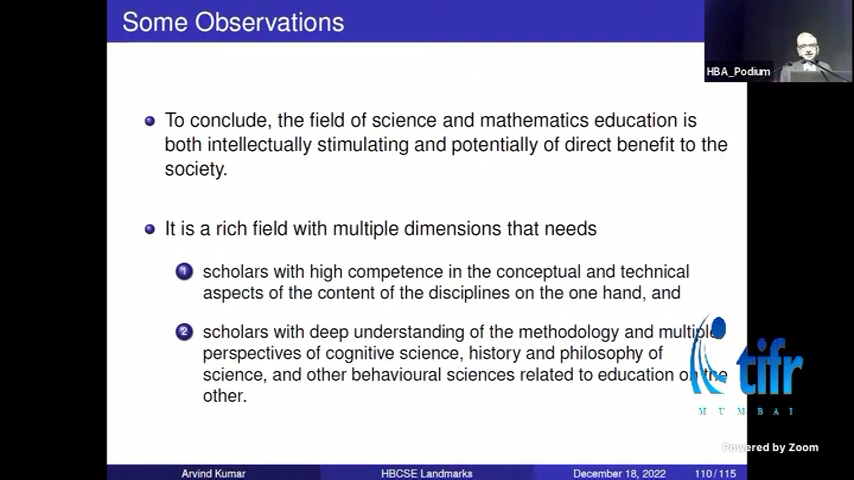 Some Observations
HBA_Podium
To conclude, the field of science and mathematics education is
both intellectually stimulating and potentially of direct benefit to the
society.
It is a rich field with multiple dimensions that needs
1 scholars with high competence in the conceptual and technical
aspects of the content of the disciplines on the one hand, and
2 scholars with deep understanding of the methodology and multiple
perspectives of cognitive science, history and philosophy of
science, and other behavioural sciences related to education on the
other.
tifr
MUMBAI
Powered by Zoom
Arvind Kumar HBCSE Landmarks December 18, 2022 110/115